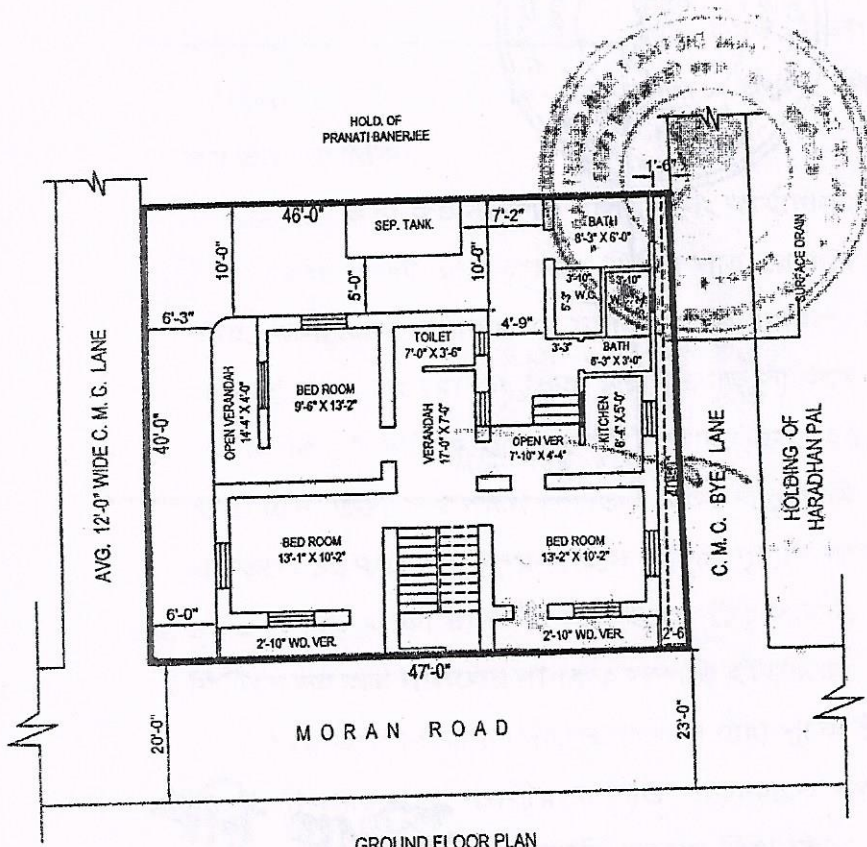 HOLD. OF
PRANATI BANERJEE
1'-6"
46'-0"
SEP. TANK.
7'-2"
BATH
6'-3" X 6'-0"
10'-0"
5'-0"
10'-0"
3'-10"
W.C.
3'-10"
SURFACE DRAIN
6'-3"
4'-9"
TOILET
7'-0" X 3'-6"
3'-3"
BATH
6'-3" X 3'-0"
AVG. 12'-0" WIDE C. M. C. LANE
40'-0"
OPEN VERANDAH
14'-4" X 4'-0"
BED ROOM
9'-6" X 13'-2"
VERANDAH
17'-0" X 7'-0"
OPEN VER
7'-10" X 4'-4"
KITCHEN
C. M. C. BYE LANE
HOLDING OF
HARADHAN PAL
BED ROOM
13'-1" X 10'-2"
BED ROOM
13'-2" X 10'-2"
6'-0"
2'-10" WD. VER.
2'-10" WD. VER.
2'-6
47'-0"
20'-0"
MORAN ROAD
23'-0"
GROUND FLOOR PLAN